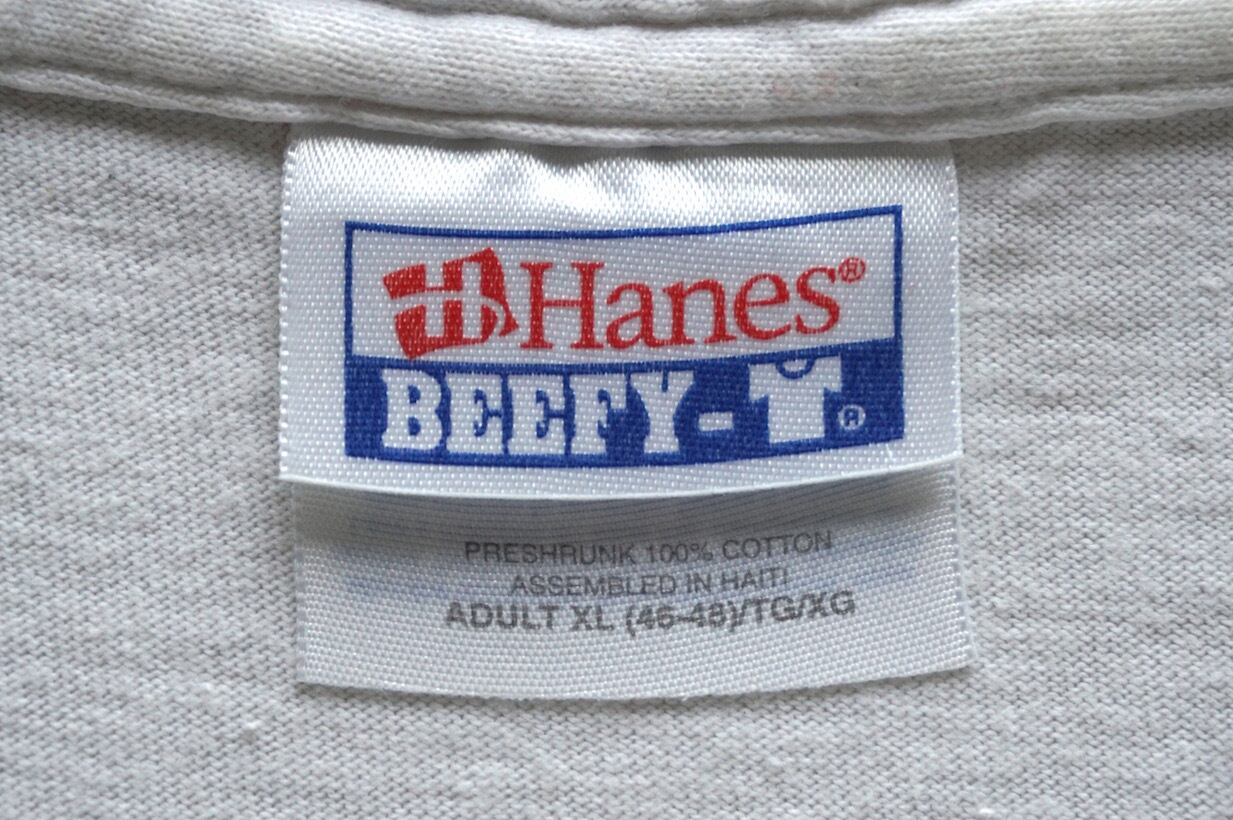 Hanes®
BEEFY-T®
PRESHRUNK 100% COTTON
ASSEMBLED IN HAITI
ADULT XL (46-48)/TG/XG